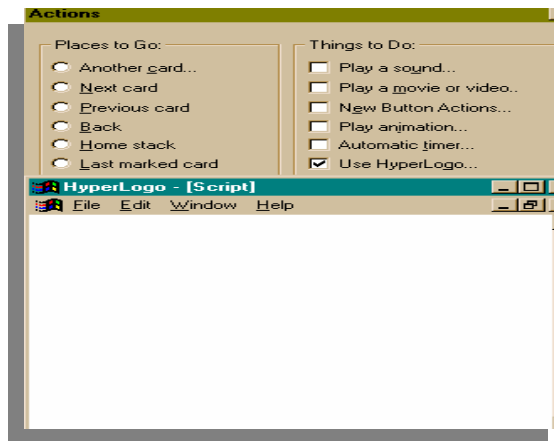 Actions
Places to Go:
Another card...
Next card
Previous card
Back
Home stack
Last marked card
Things to Do:
Play a sound...
Play a movie or video..
New Button Actions...
Play animation...
Automatic timer...
Use HyperLogo...
HyperLogo - [Script]
File Edit Window Help